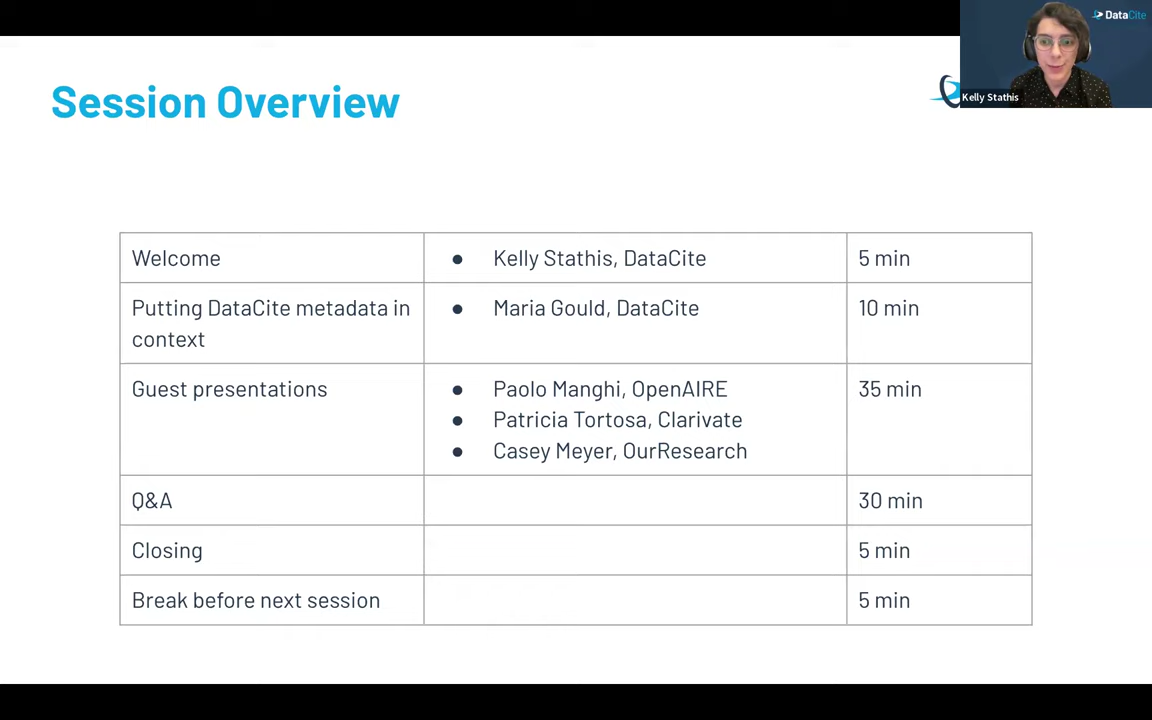 DataCite
Kelly Stathis
Session Overview
Welcome
● Kelly Stathis, DataCite
5 min
Putting DataCite metadata in
context
● Maria Gould, DataCite
10 min
Guest presentations
● Paolo Manghi, OpenAIRE
● Patricia Tortosa, Clarivate
● Casey Meyer, OurResearch
35 min
Q&A
30 min
Closing
5 min
Break before next session
5 min